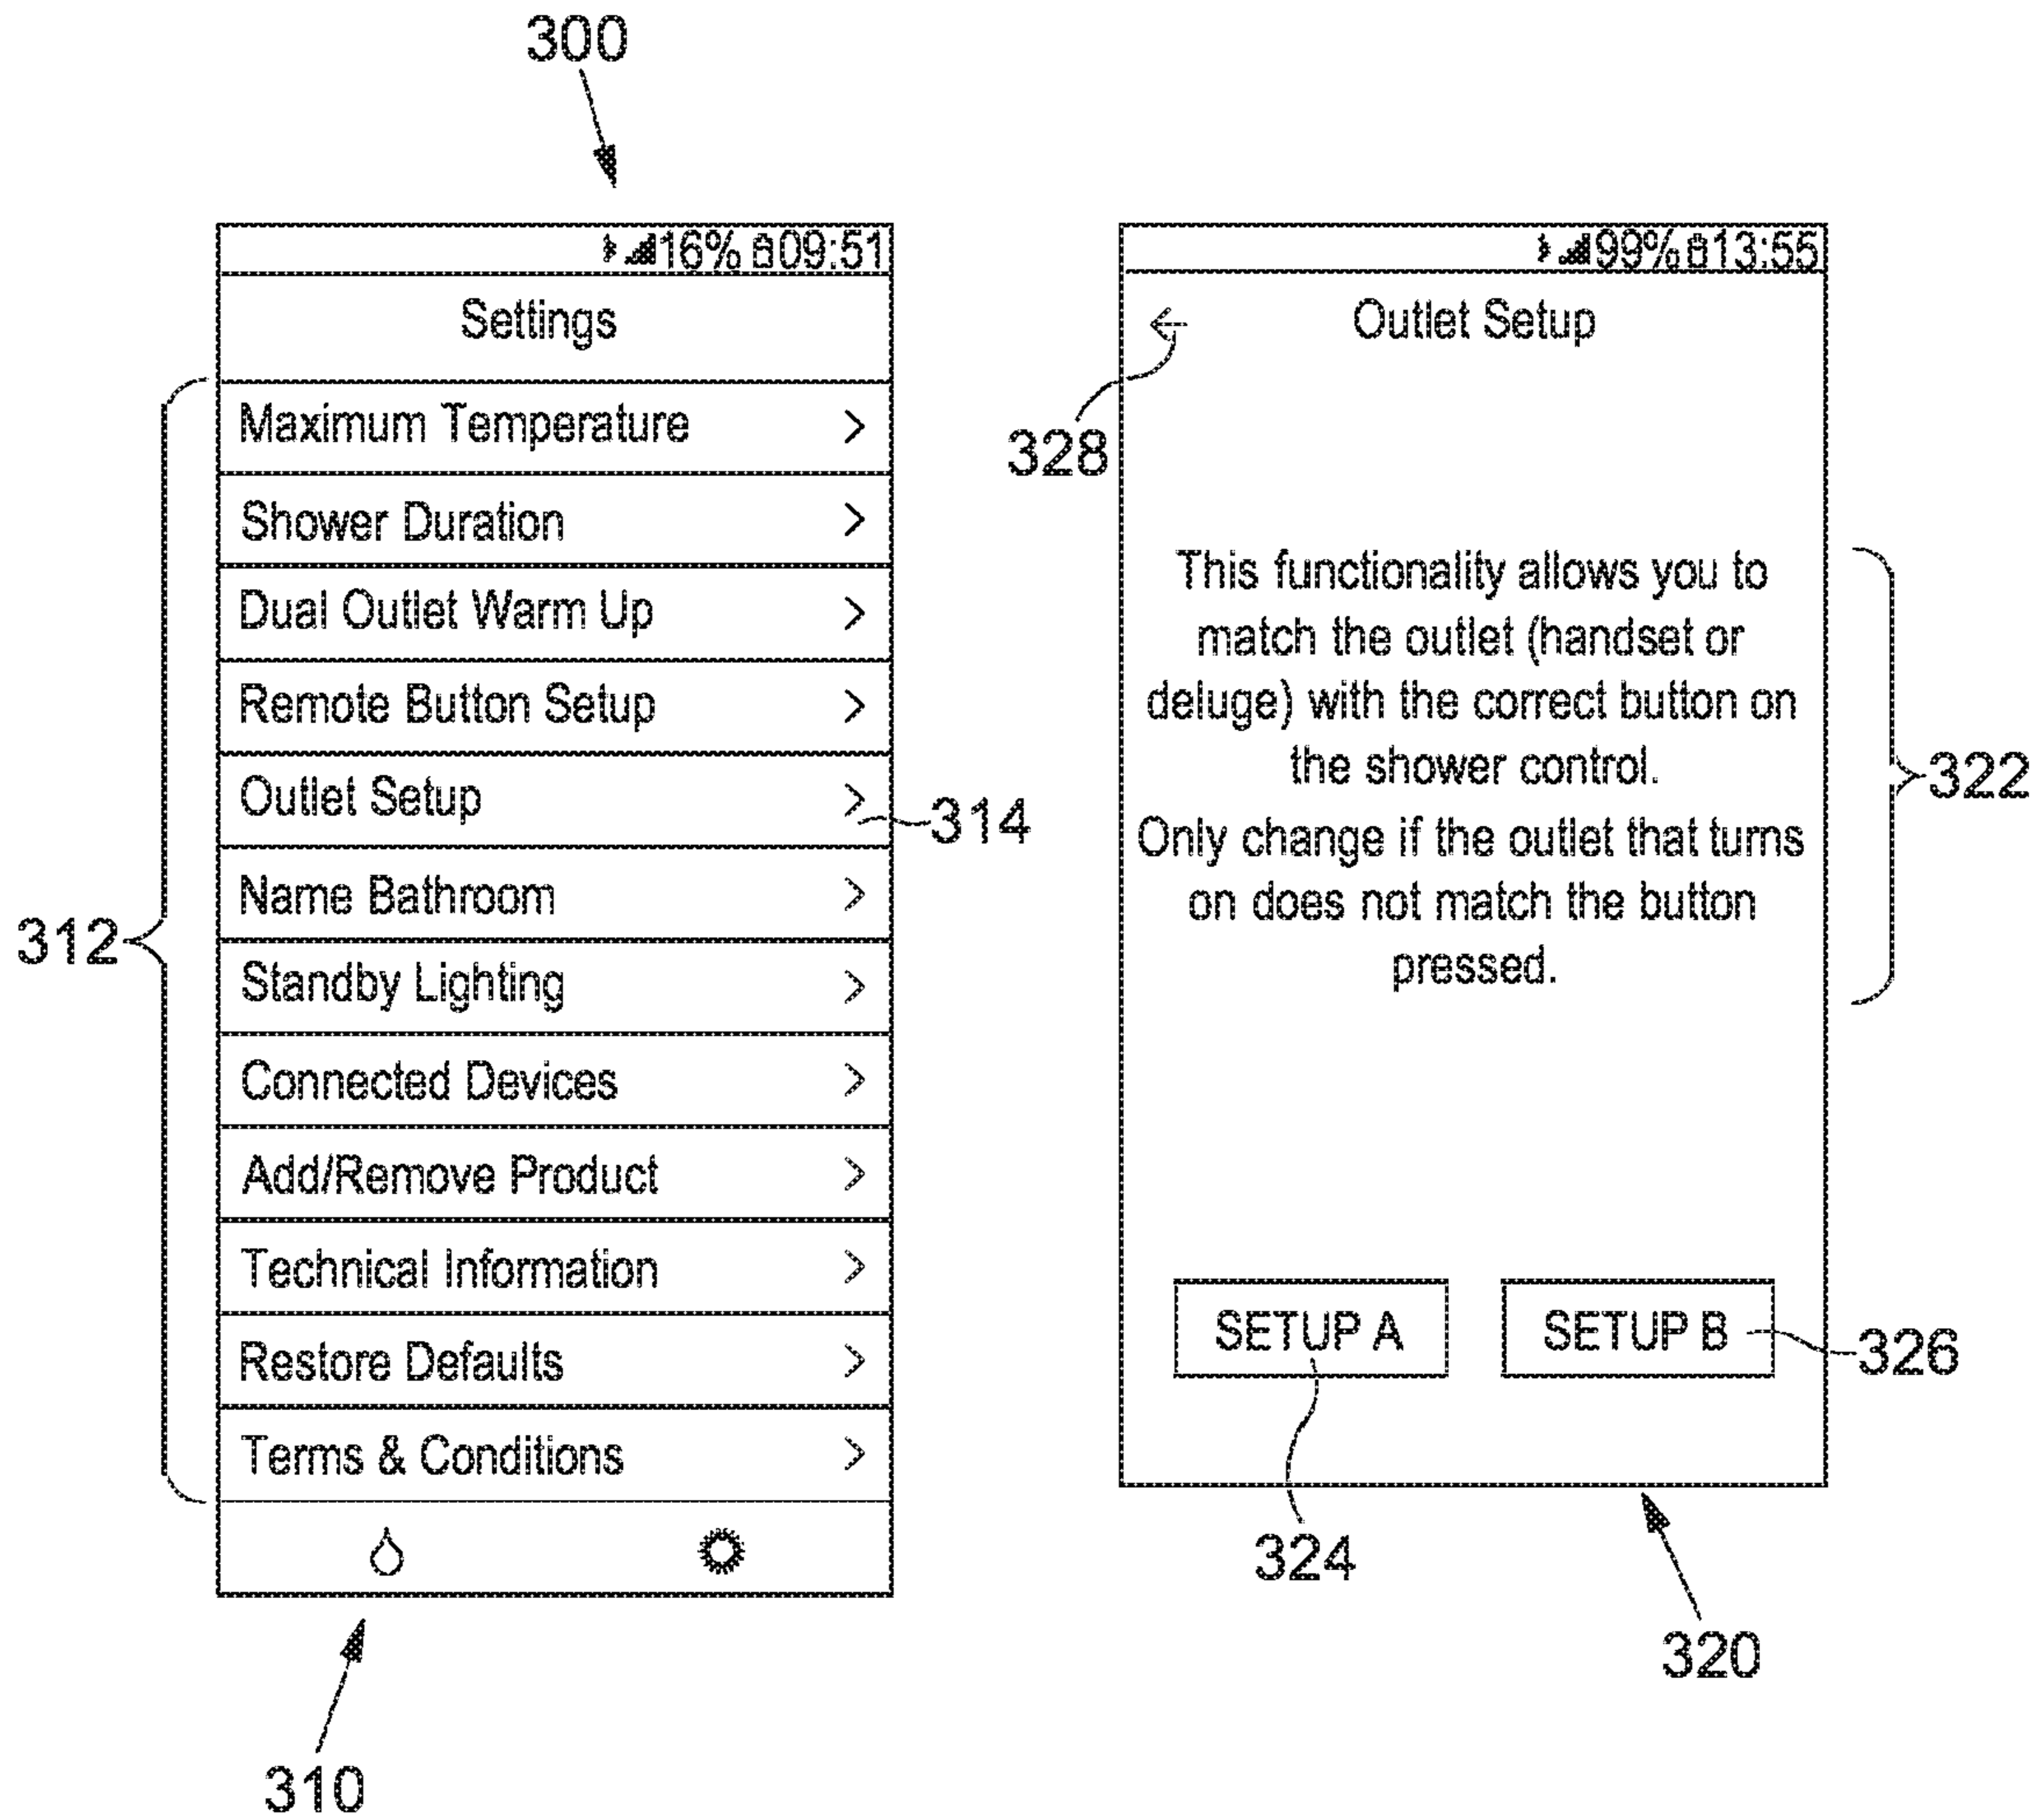 300
16% 09:51
Settings
Maximum Temperature >
Shower Duration >
Dual Outlet Warm Up >
Remote Button Setup >
Outlet Setup >
314
Name Bathroom >
Standby Lighting >
Connected Devices >
Add/Remove Product >
Technical Information >
Restore Defaults >
Terms & Conditions >
312
310
99% 13:55
Outlet Setup
328
This functionality allows you to
match the outlet (handset or
deluge) with the correct button on
the shower control.
Only change if the outlet that turns
on does not match the button
pressed.
322
SETUP A
SETUP B
326
324
320